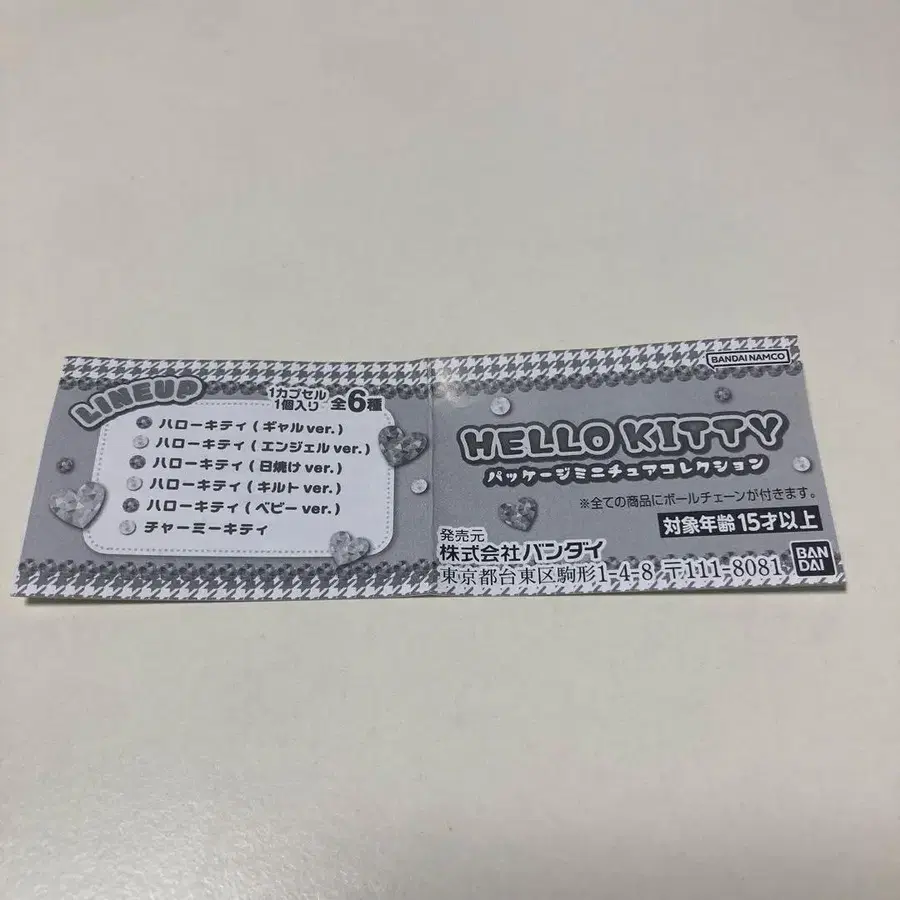 LINEUP
1カプセル
1個入り 全6種
ハローキティ(ギャルver.)
ハローキティ(エンジェルver.)
ハローキティ(日焼けver.)
ハローキティ(キルトver.)
ハローキティ(ベビーver.)
チャーミーキティ
BANDAI NAMCO
HELLO KITTY
パッケージミニチュアコレクション
※全ての商品にボールチェーンが付きます。
対象年齢15才以上
発売元
株式会社バンダイ
東京都台東区駒形1-4-8 〒111-8081
BAN
DAI